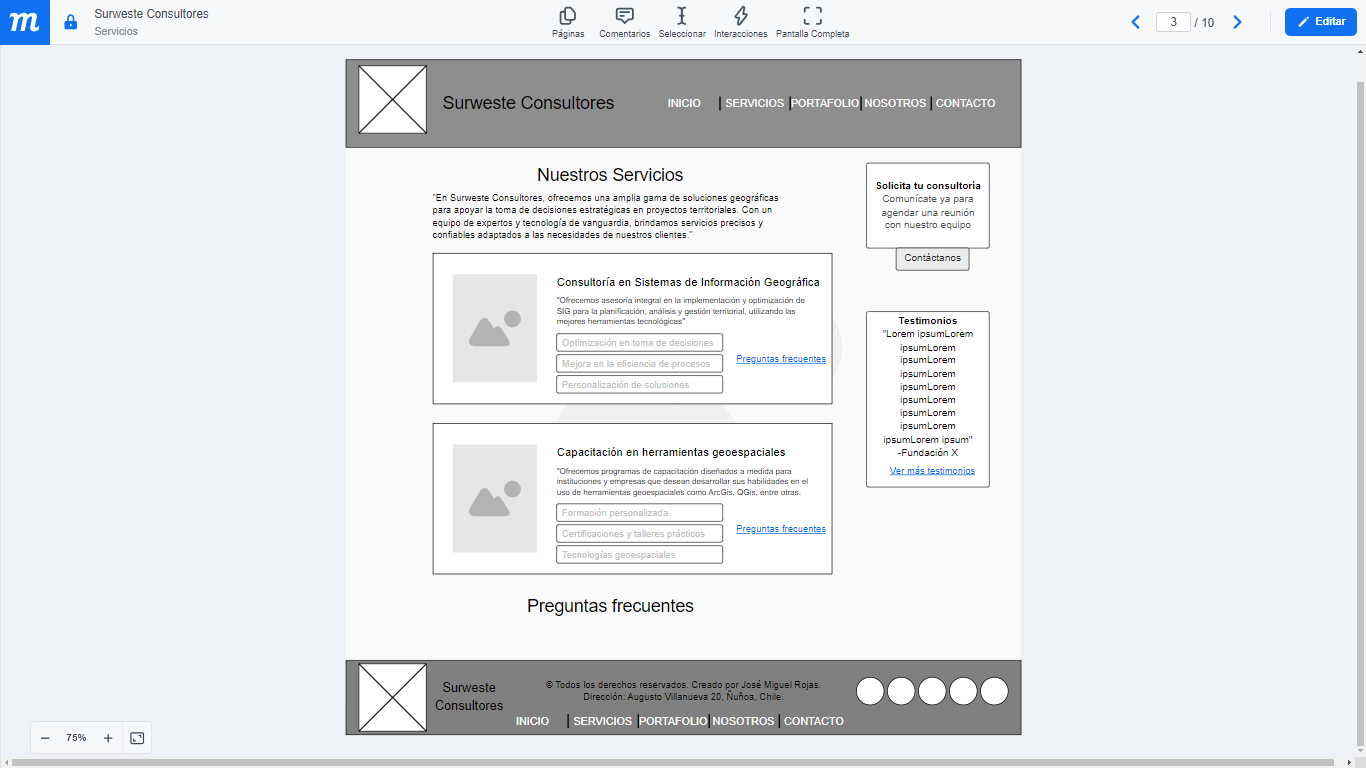 m
Surweste Consultores
Servicios
Páginas
Comentarios
Seleccionar
Interacciones
Pantalla Completa
3 / 10
Editar
Surweste Consultores
INICIO | SERVICIOS |PORTAFOLIO| NOSOTROS | CONTACTO
Nuestros Servicios
"En Surweste Consultores, ofrecemos una amplia gama de soluciones geográficas
para apoyar la toma de decisiones estratégicas en proyectos territoriales. Con un
equipo de expertos y tecnología de vanguardia, brindamos servicios precisos y
confiables adaptados a las necesidades de nuestros clientes."
Consultoría en Sistemas de Información Geográfica
"Ofrecemos asesoría integral en la implementación y optimización de
SIG para la planificación, análisis y gestión territorial, utilizando las
mejores herramientas tecnológicas"
Optimización en toma de decisiones
Mejora en la eficiencia de procesos
Personalización de soluciones
Preguntas frecuentes
Capacitación en herramientas geoespaciales
"Ofrecemos programas de capacitación diseñados a medida para
instituciones y empresas que desean desarrollar sus habilidades en el
uso de herramientas geoespaciales como ArcGis, QGis, entre otras.
Formación personalizada
Certificaciones y talleres prácticos
Tecnologías geoespaciales
Preguntas frecuentes
Preguntas frecuentes
Solicita tu consultoría
Comunícate ya para
agendar una reunión
con nuestro equipo
Contáctanos
Testimonios
"Lorem ipsumLorem
ipsumLorem
ipsumLorem
ipsumLorem
ipsumLorem
ipsumLorem
ipsumLorem
ipsumLorem
ipsumLorem ipsum"
-Fundación X
Ver más testimonios
Surweste
Consultores
© Todos los derechos reservados. Creado por José Miguel Rojas.
Dirección: Augusto Villanueva 20, Ñuñoa, Chile.
INICIO | SERVICIOS |PORTAFOLIO| NOSOTROS | CONTACTO
75%